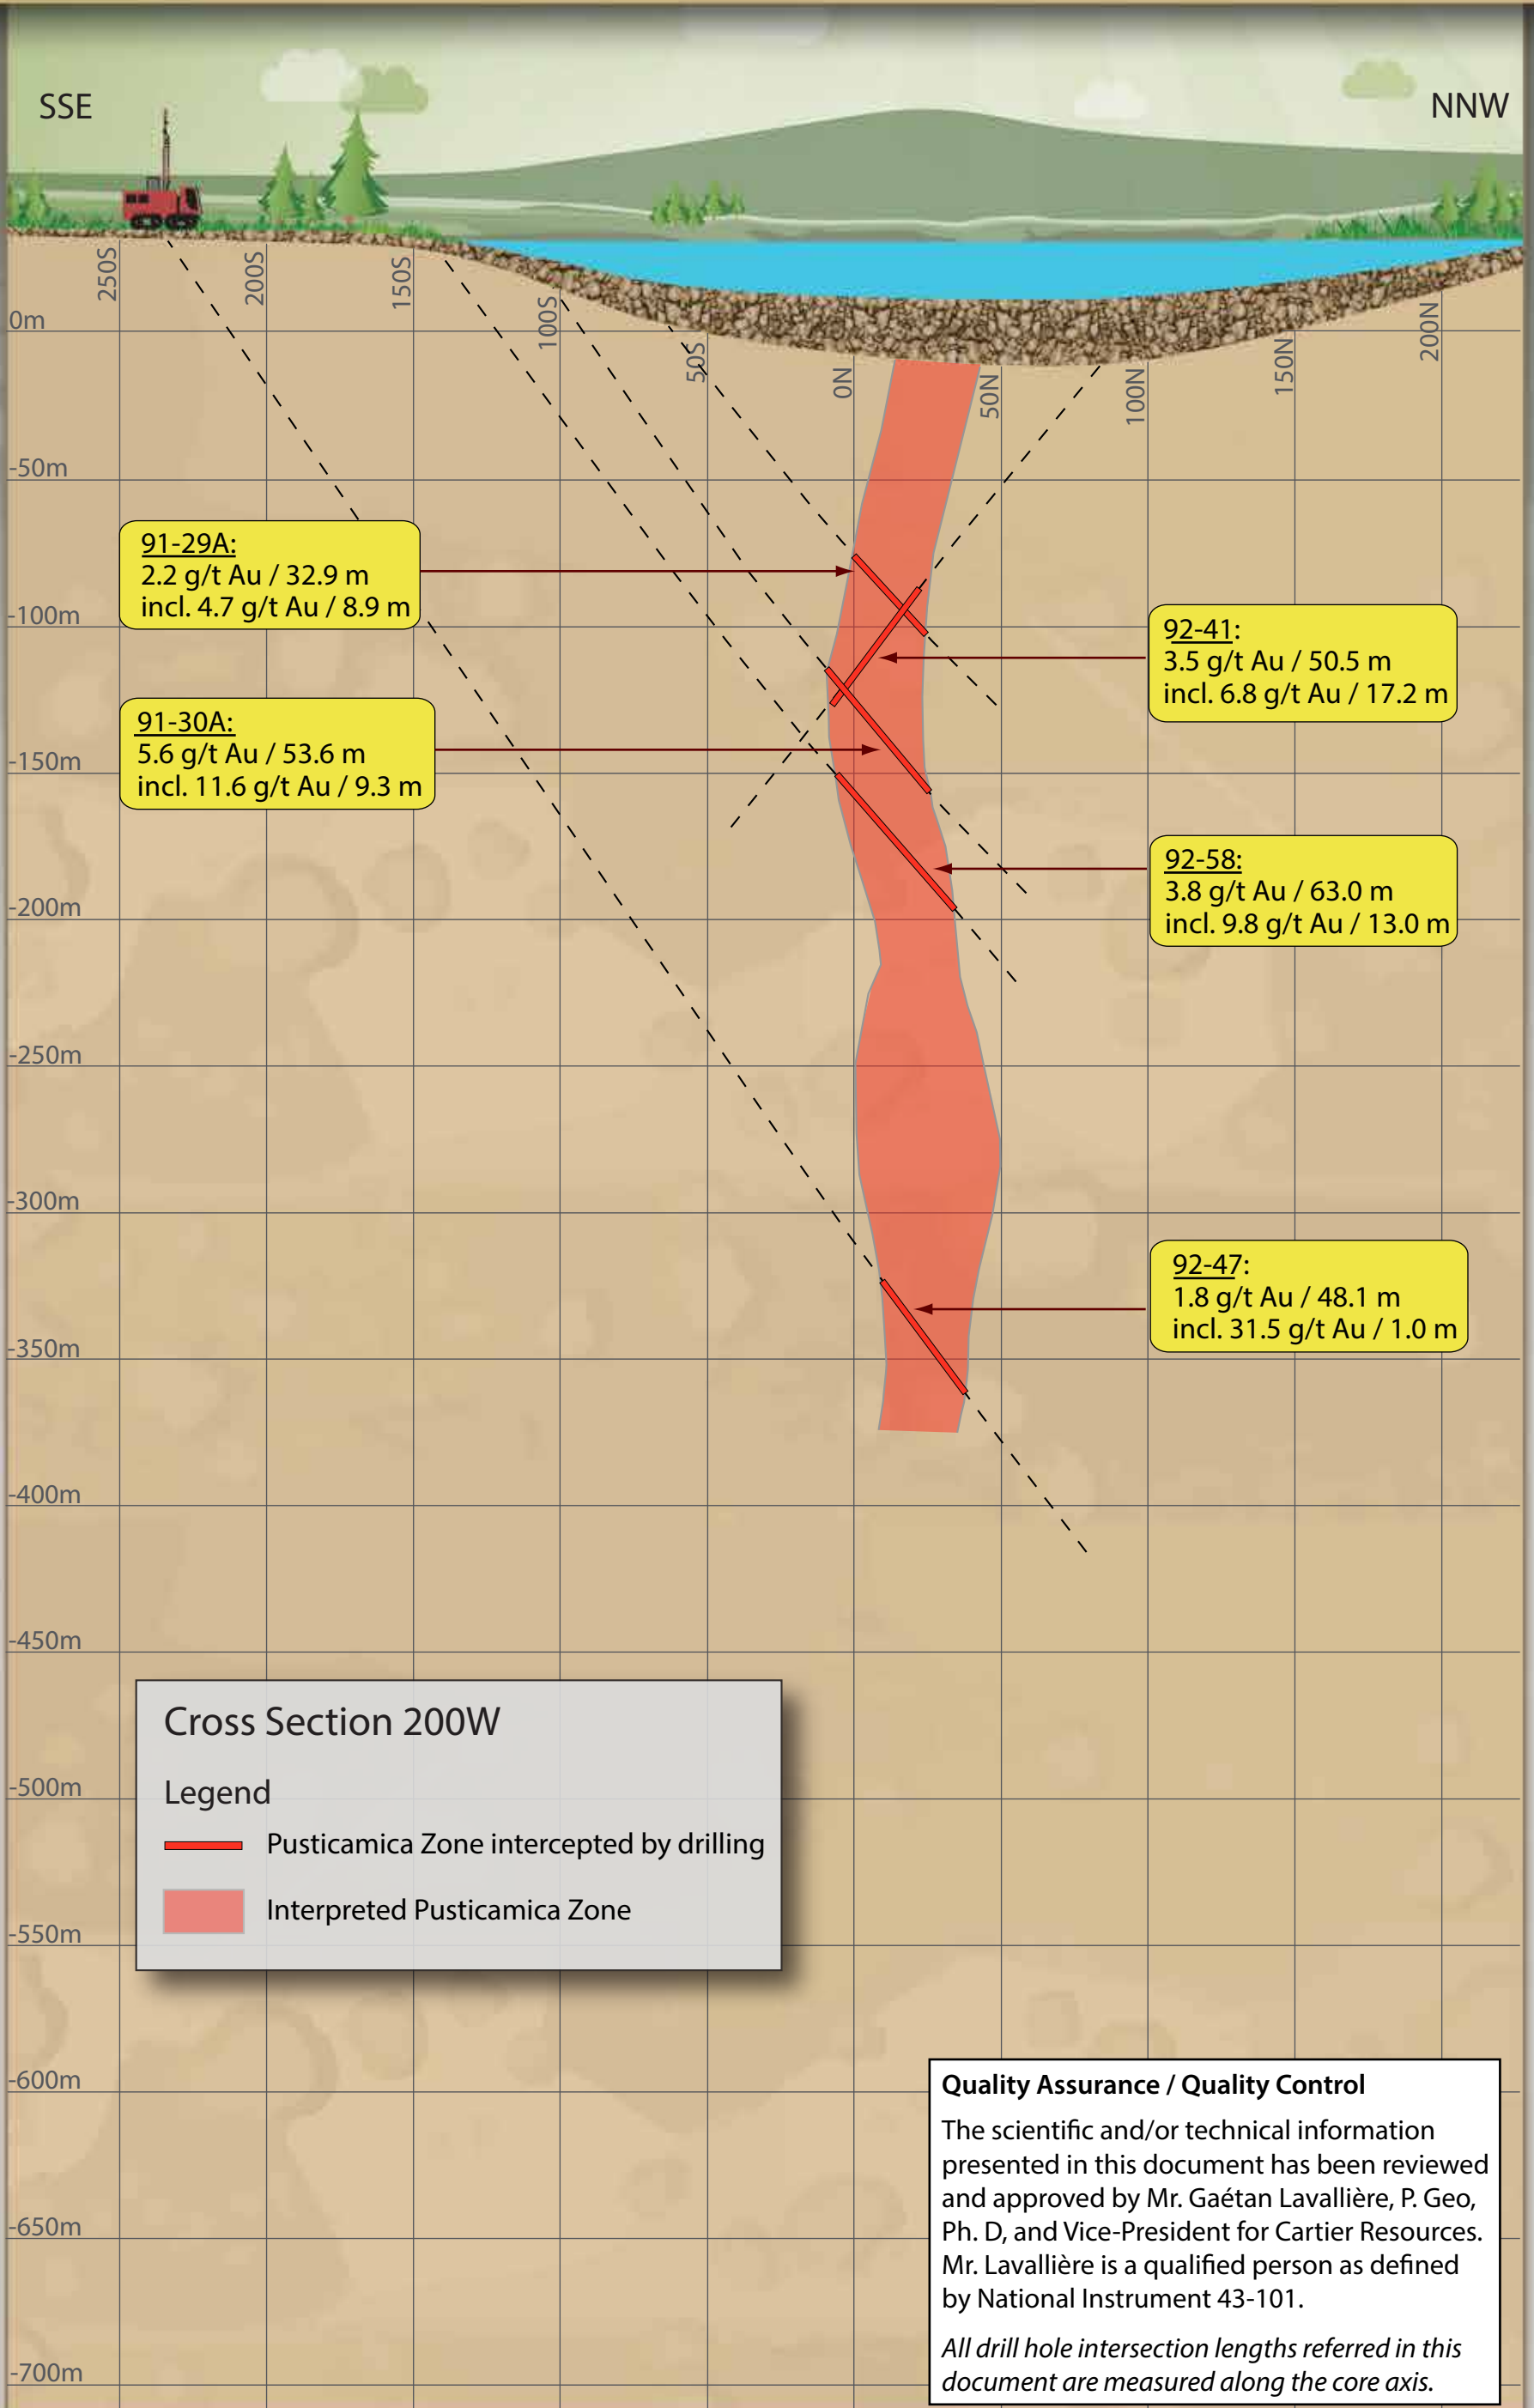 SSE
NNW
250S
200S
150S
100S
50S
0N
50N
100N
150N
200N
0m
-50m
-100m
-150m
-200m
-250m
-300m
-350m
-400m
-450m
-500m
-550m
-600m
-650m
-700m
91-29A:
2.2 g/t Au / 32.9 m
incl. 4.7 g/t Au / 8.9 m
91-30A:
5.6 g/t Au / 53.6 m
incl. 11.6 g/t Au / 9.3 m
92-41:
3.5 g/t Au / 50.5 m
incl. 6.8 g/t Au / 17.2 m
92-58:
3.8 g/t Au / 63.0 m
incl. 9.8 g/t Au / 13.0 m
92-47:
1.8 g/t Au / 48.1 m
incl. 31.5 g/t Au / 1.0 m
Cross Section 200W
Legend
Pusticamica Zone intercepted by drilling
Interpreted Pusticamica Zone
Quality Assurance / Quality Control
The scientific and/or technical information
presented in this document has been reviewed
and approved by Mr. Gaétan Lavallière, P. Geo,
Ph. D, and Vice-President for Cartier Resources.
Mr. Lavallière is a qualified person as defined
by National Instrument 43-101.
All drill hole intersection lengths referred in this
document are measured along the core axis.